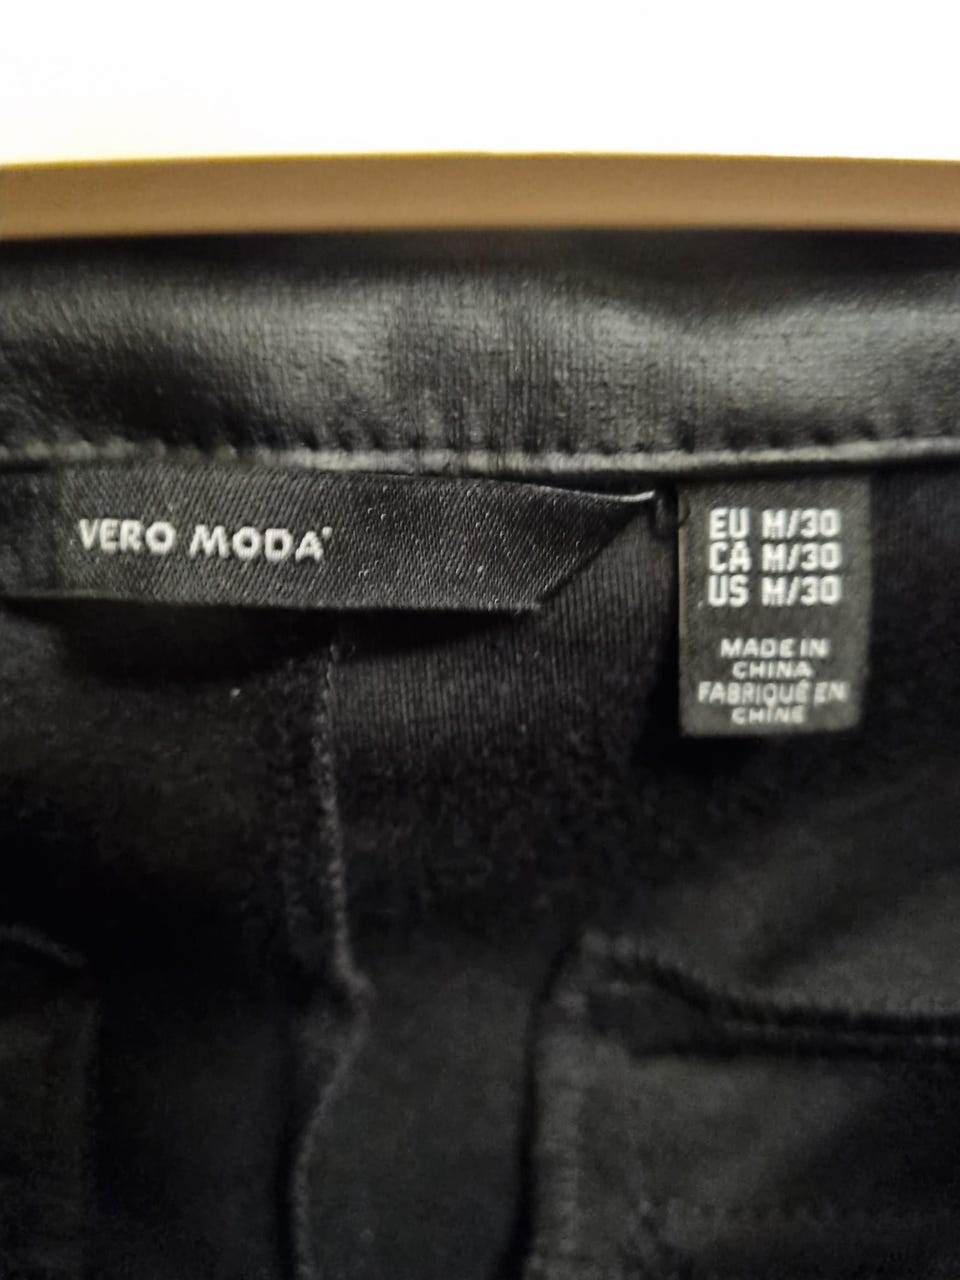 VERO MODA
EU M/30
CA M/30
US M/30
MADE IN
CHINA
FABRIQUÉ EN
CHINE